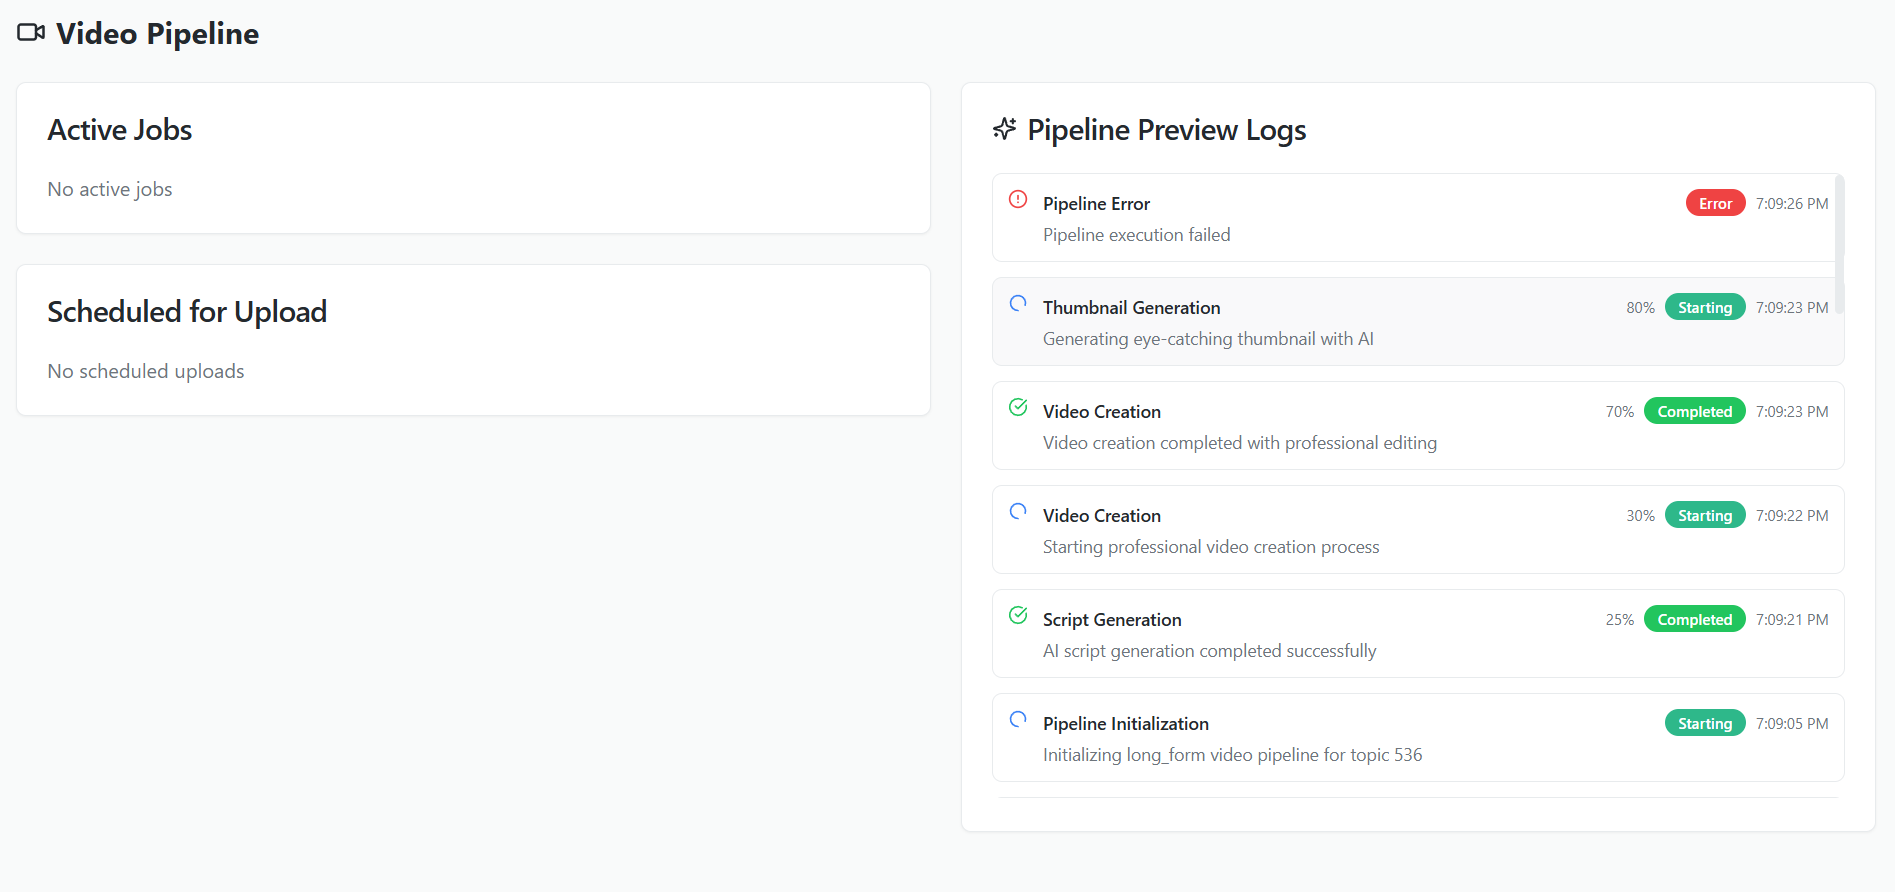 Video Pipeline
Active Jobs
No active jobs
Scheduled for Upload
No scheduled uploads
Pipeline Preview Logs
Pipeline Error Error 7:09:26 PM
Pipeline execution failed
Thumbnail Generation 80% Starting 7:09:23 PM
Generating eye-catching thumbnail with AI
Video Creation 70% Completed 7:09:23 PM
Video creation completed with professional editing
Video Creation 30% Starting 7:09:22 PM
Starting professional video creation process
Script Generation 25% Completed 7:09:21 PM
AI script generation completed successfully
Pipeline Initialization Starting 7:09:05 PM
Initializing long_form video pipeline for topic 536